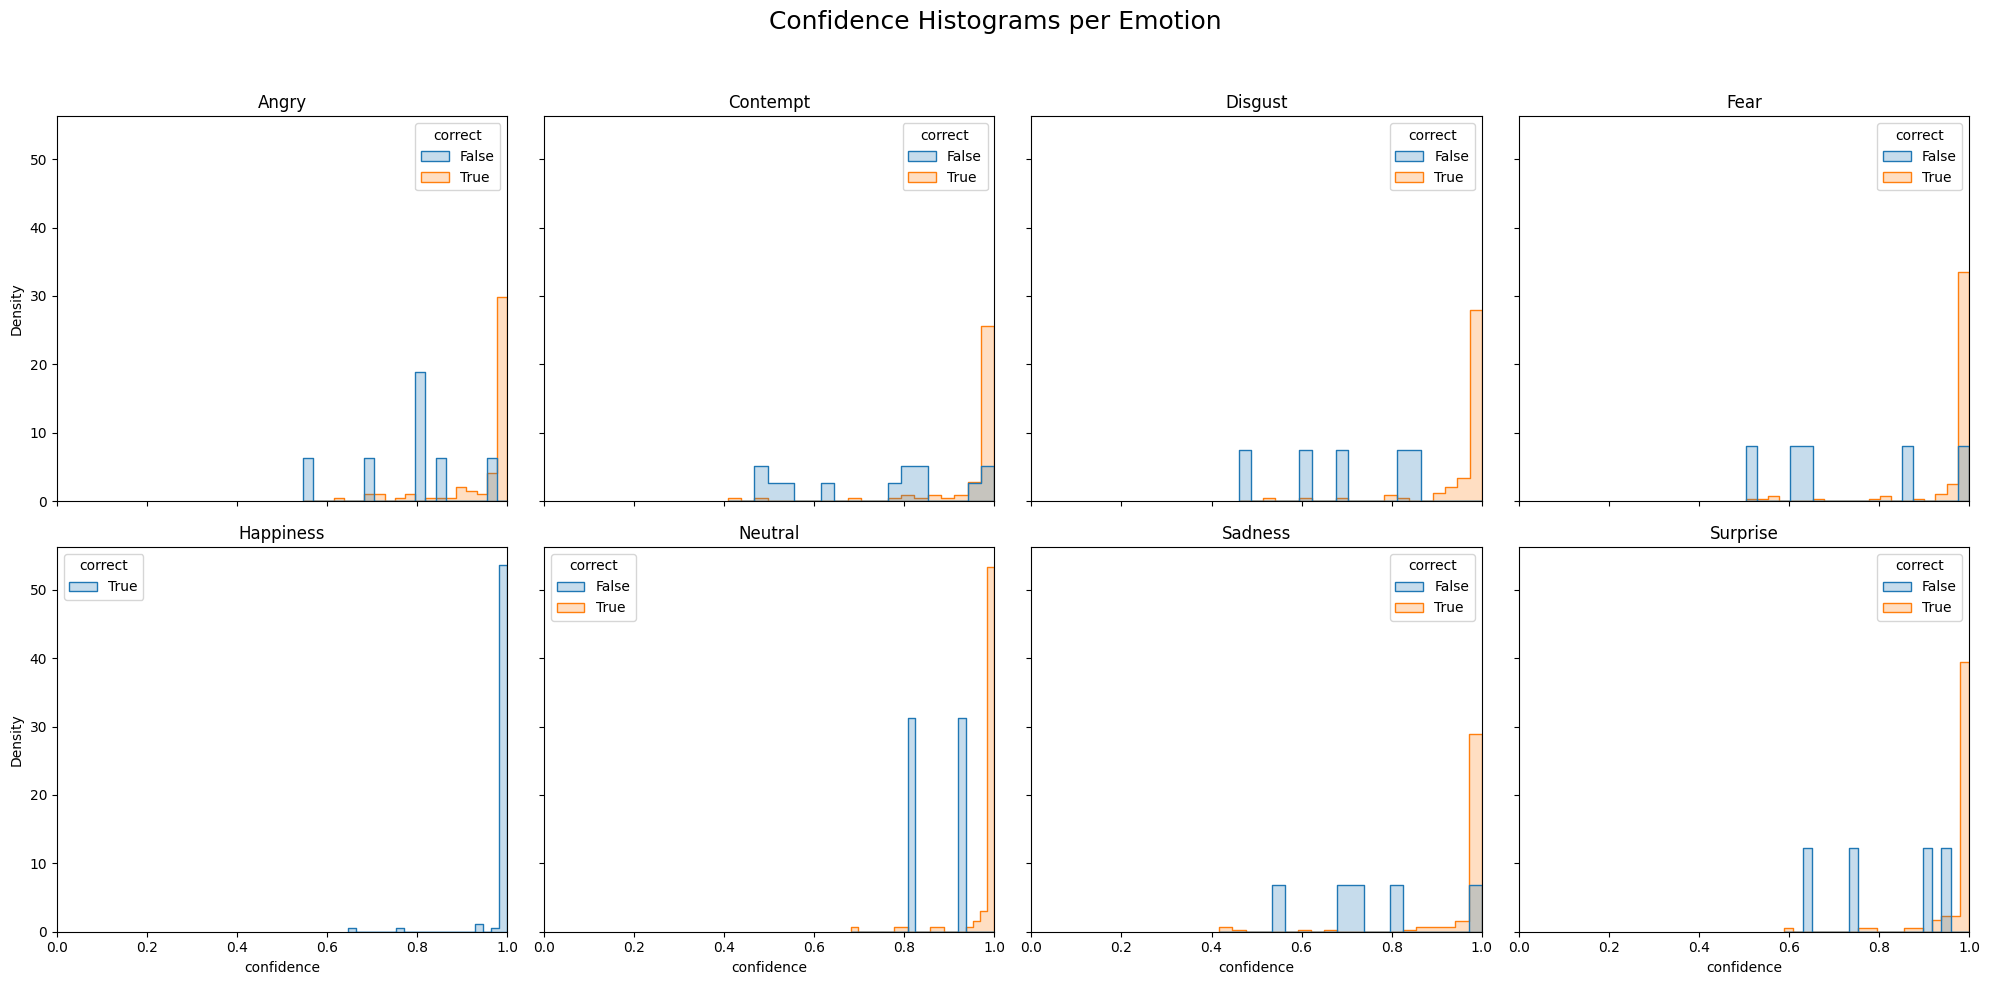 Confidence Histograms per Emotion
Angry
Contempt
Disgust
Fear
correct
False
True
correct
False
True
correct
False
True
correct
False
True
50
40
30
20
10
0
Density
Happiness
Neutral
Sadness
Surprise
correct
True
correct
False
True
correct
False
True
correct
False
True
50
40
30
20
10
0
Density
0.0 0.2 0.4 0.6 0.8 1.0
0.0 0.2 0.4 0.6 0.8 1.0
0.0 0.2 0.4 0.6 0.8 1.0
0.0 0.2 0.4 0.6 0.8 1.0
confidence
confidence
confidence
confidence